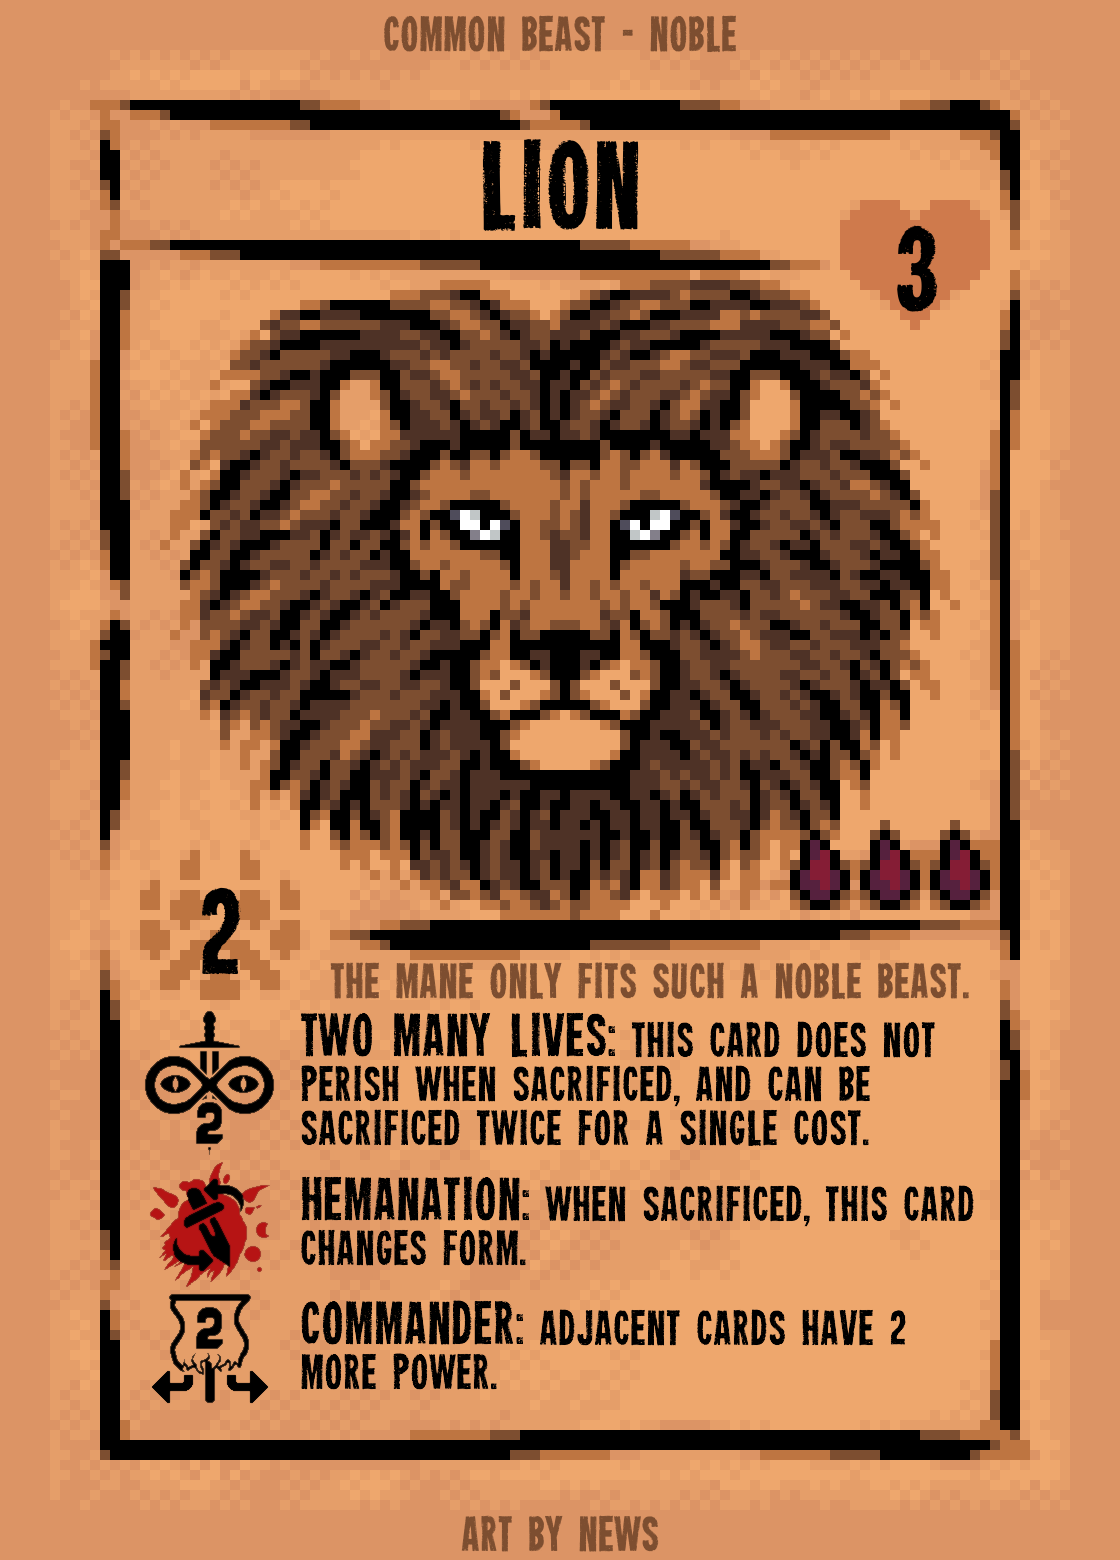 COMMON BEAST - NOBLE
LION
3
2
THE MANE ONLY FITS SUCH A NOBLE BEAST.
TWO MANY LIVES: THIS CARD DOES NOT
PERISH WHEN SACRIFICED, AND CAN BE
2
SACRIFICED TWICE FOR A SINGLE COST.
HEMANATION: WHEN SACRIFICED, THIS CARD
CHANGES FORM.
2
COMMANDER: ADJACENT CARDS HAVE 2
MORE POWER.
ART BY NEWS